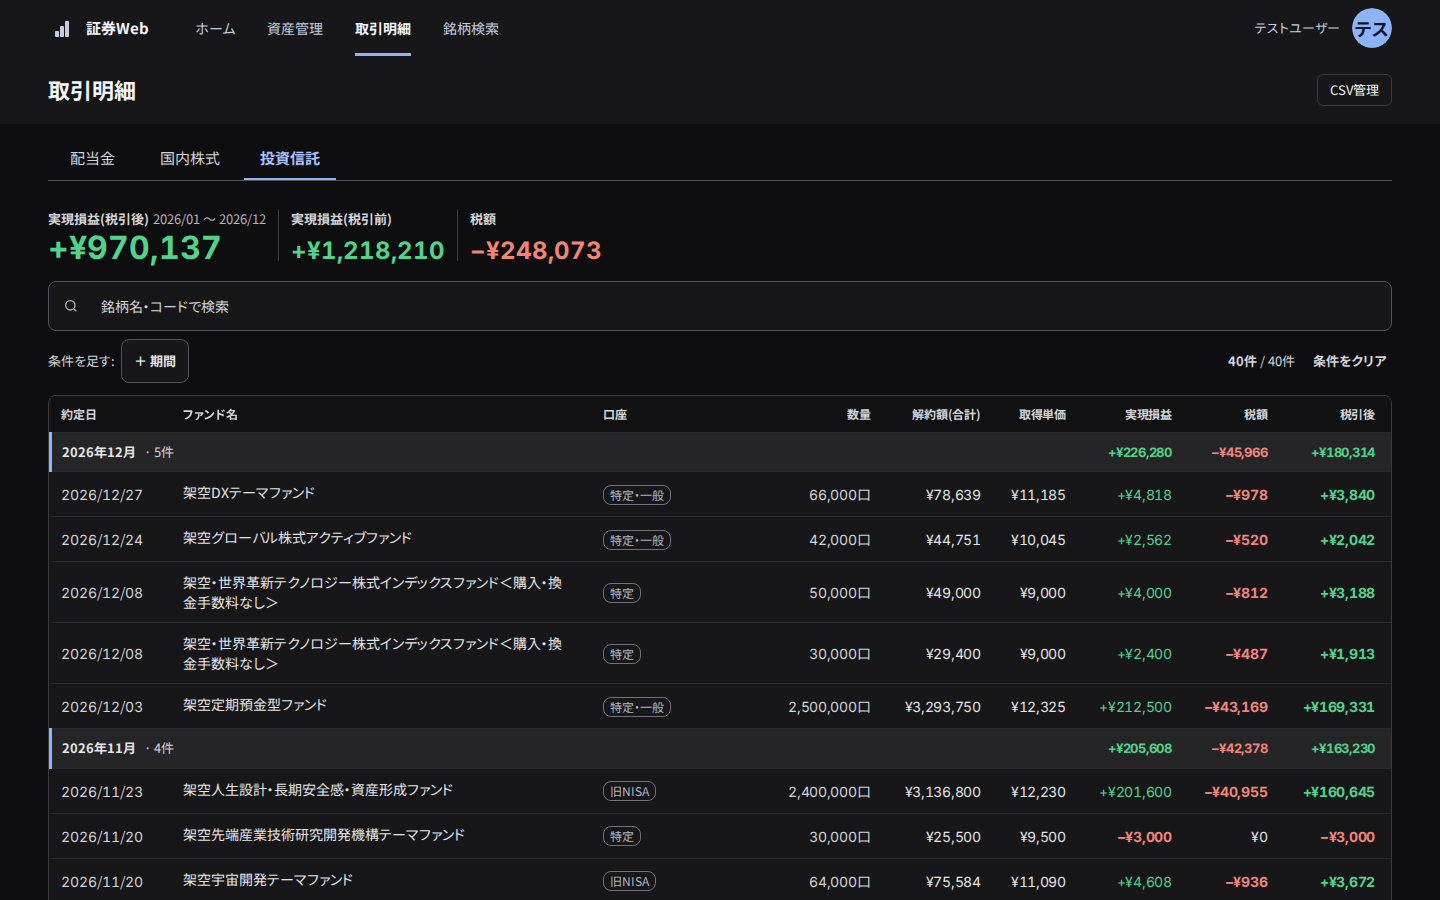 証券Web ホーム 資産管理 取引明細 銘柄検索 テストユーザー テス
取引明細 CSV管理
配当金 国内株式 投資信託
実現損益(税引後) 2026/01 〜 2026/12 実現損益(税引前) 税額
+¥970,137 +¥1,218,210 −¥248,073
銘柄名・コードで検索
条件を足す: ＋ 期間 40件 / 40件 条件をクリア
約定日 ファンド名 口座 数量 解約額(合計) 取得単価 実現損益 税額 税引後
2026年12月 · 5件 +¥226,280 −¥45,966 +¥180,314
2026/12/27 架空DXテーマファンド 特定・一般 66,000口 ¥78,639 ¥11,185 +¥4,818 −¥978 +¥3,840
2026/12/24 架空グローバル株式アクティブファンド 特定・一般 42,000口 ¥44,751 ¥10,045 +¥2,562 −¥520 +¥2,042
2026/12/08 架空・世界革新テクノロジー株式インデックスファンド＜購入・換
金手数料なし＞ 特定 50,000口 ¥49,000 ¥9,000 +¥4,000 −¥812 +¥3,188
2026/12/08 架空・世界革新テクノロジー株式インデックスファンド＜購入・換
金手数料なし＞ 特定 30,000口 ¥29,400 ¥9,000 +¥2,400 −¥487 +¥1,913
2026/12/03 架空定期預金型ファンド 特定・一般 2,500,000口 ¥3,293,750 ¥12,325 +¥212,500 −¥43,169 +¥169,331
2026年11月 · 4件 +¥205,608 −¥42,378 +¥163,230
2026/11/23 架空人生設計・長期安全感・資産形成ファンド 旧NISA 2,400,000口 ¥3,136,800 ¥12,230 +¥201,600 −¥40,955 +¥160,645
2026/11/20 架空先端産業技術研究開発機構テーマファンド 特定 30,000口 ¥25,500 ¥9,500 −¥3,000 ¥0 −¥3,000
2026/11/20 架空宇宙開発テーマファンド 旧NISA 64,000口 ¥75,584 ¥11,090 +¥4,608 −¥936 +¥3,672